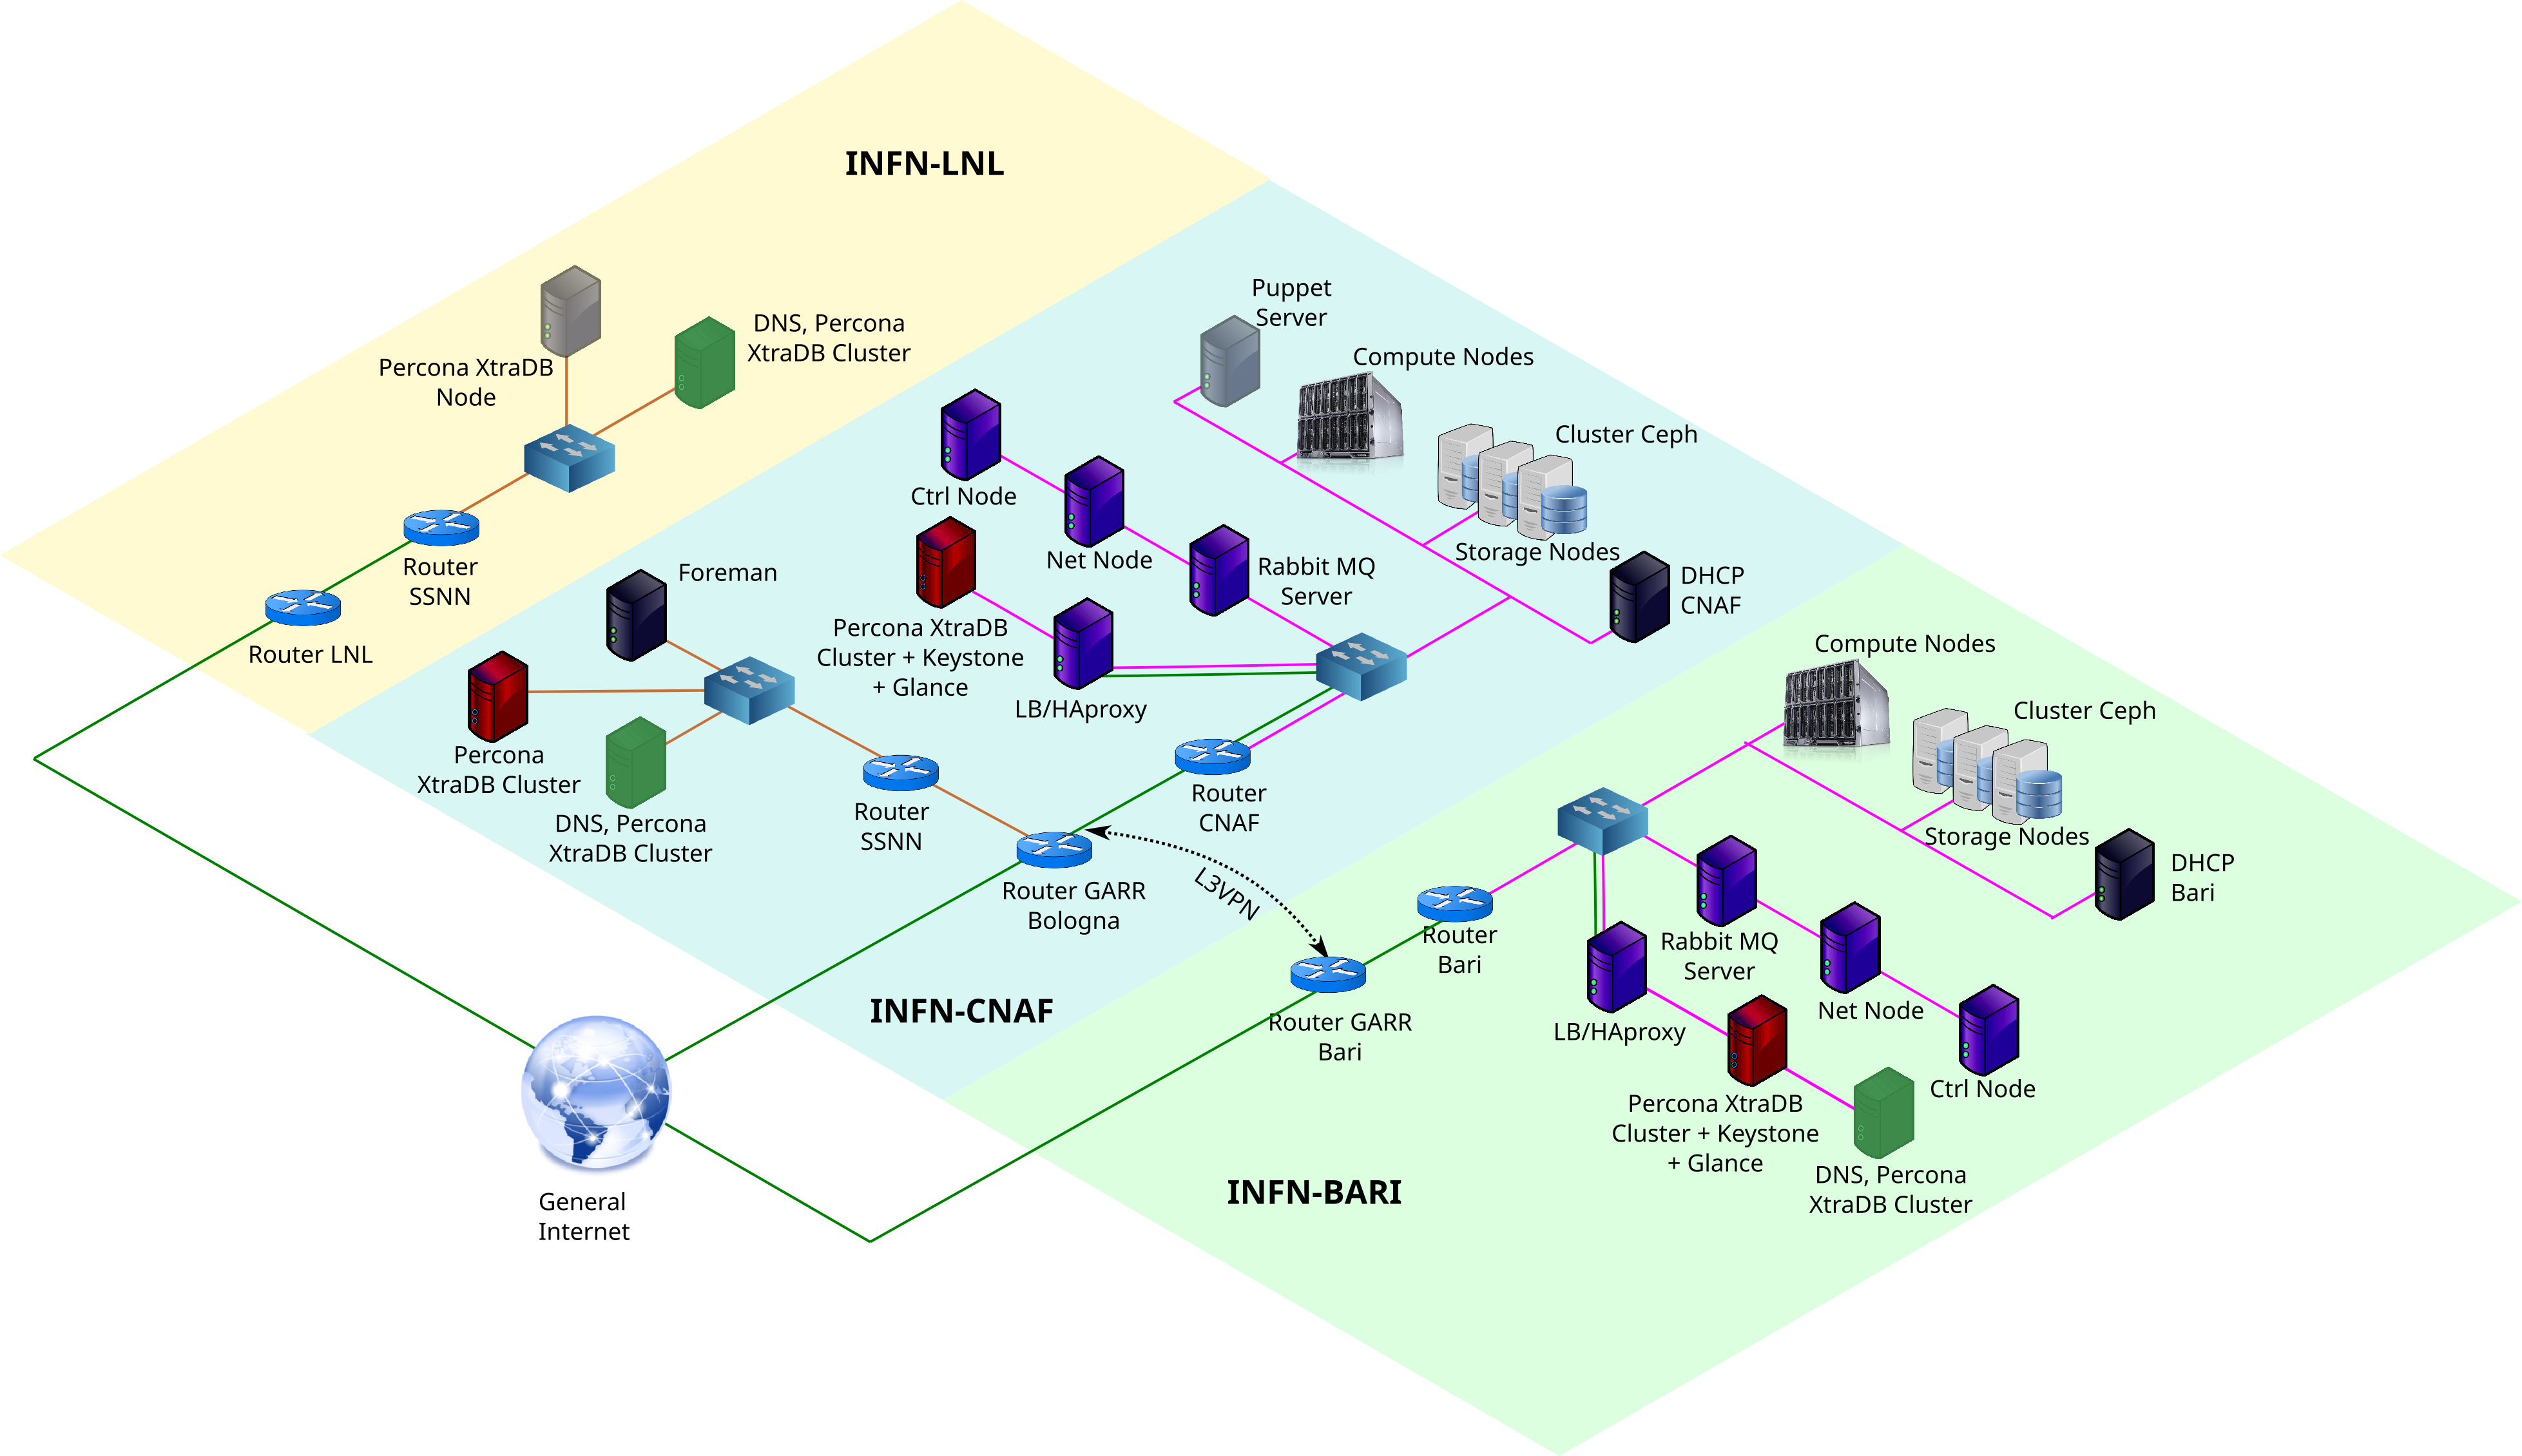 INFN-LNL
Puppet
Server
DNS, Percona
XtraDB Cluster
Percona XtraDB
Node
Compute Nodes
Cluster Ceph
Ctrl Node
Net Node
Rabbit MQ
Server
Storage Nodes
DHCP
CNAF
Router
SSNN
Foreman
Router LNL
Percona XtraDB
Cluster + Keystone
+ Glance
LB/HAproxy
Compute Nodes
Cluster Ceph
Percona
XtraDB Cluster
DNS, Percona
XtraDB Cluster
Router
SSNN
Router
CNAF
Storage Nodes
DHCP
Bari
Router GARR
Bologna
L3VPN
Router
Bari
Rabbit MQ
Server
Net Node
INFN-CNAF
Router GARR
Bari
LB/HAproxy
Ctrl Node
Percona XtraDB
Cluster + Keystone
+ Glance
DNS, Percona
XtraDB Cluster
INFN-BARI
General
Internet